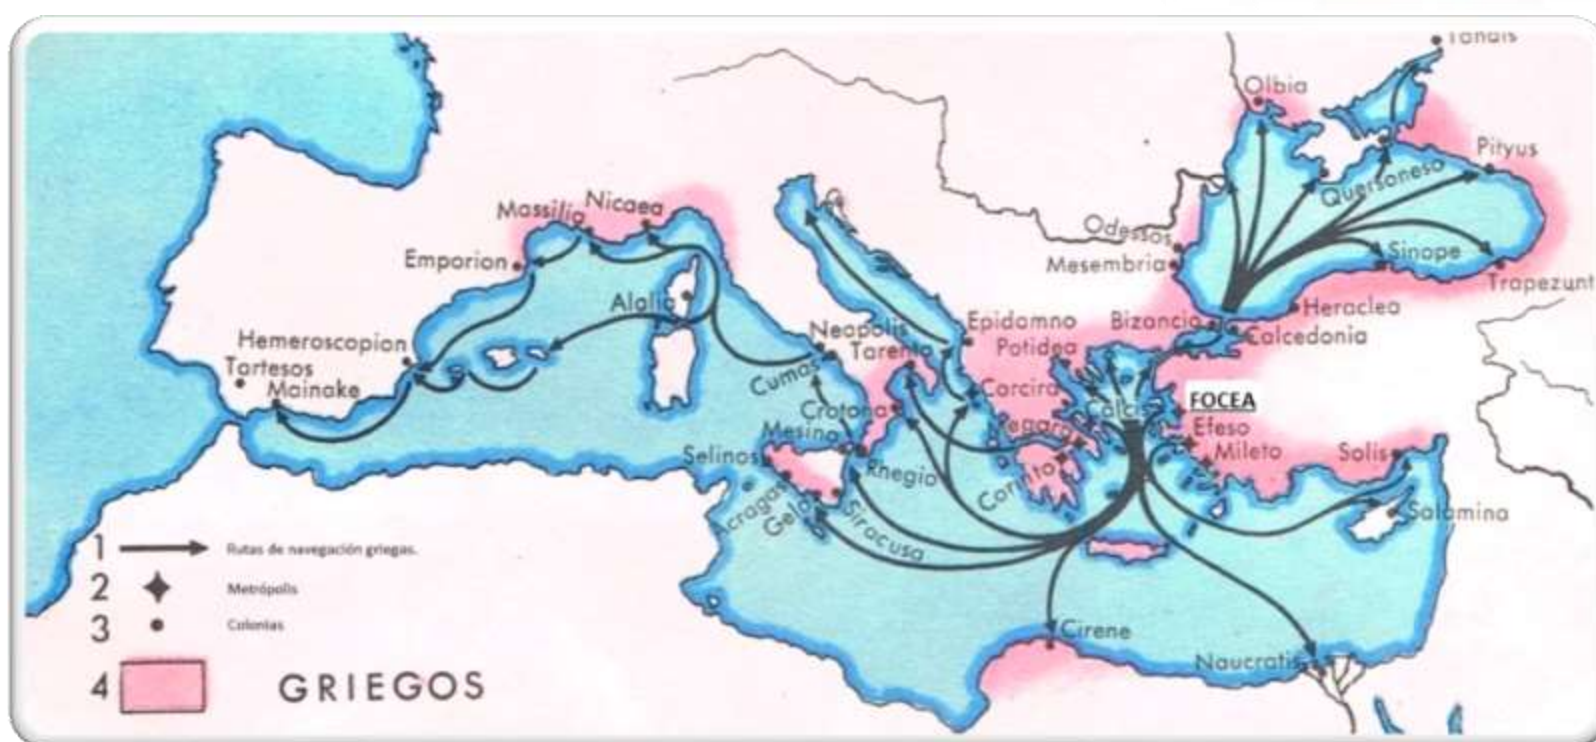 Tanais
Olbia
Pityus
Quersoneso
Nicaea
Massilia
Odessos
Sinope
Emporion
Mesembria
Trapezunt
Alalia
Heraclea
Neapolis
Epidamno
Bizancio
Hemeroscopion
Tarento
Potidea
Calcedonia
Tartesos
Cumas
Mainake
Corcira
FOCEA
Crotona
Calcis
Efeso
Mesina
Megara
Mileto
Selinos
Solis
Rhegio
Corinto
Acragas
Gela
Siracusa
Salamina
1 Rutas de navegación griegas.
2 Metrópolis
3 Colonias
Cirene
Naucratis
4 GRIEGOS